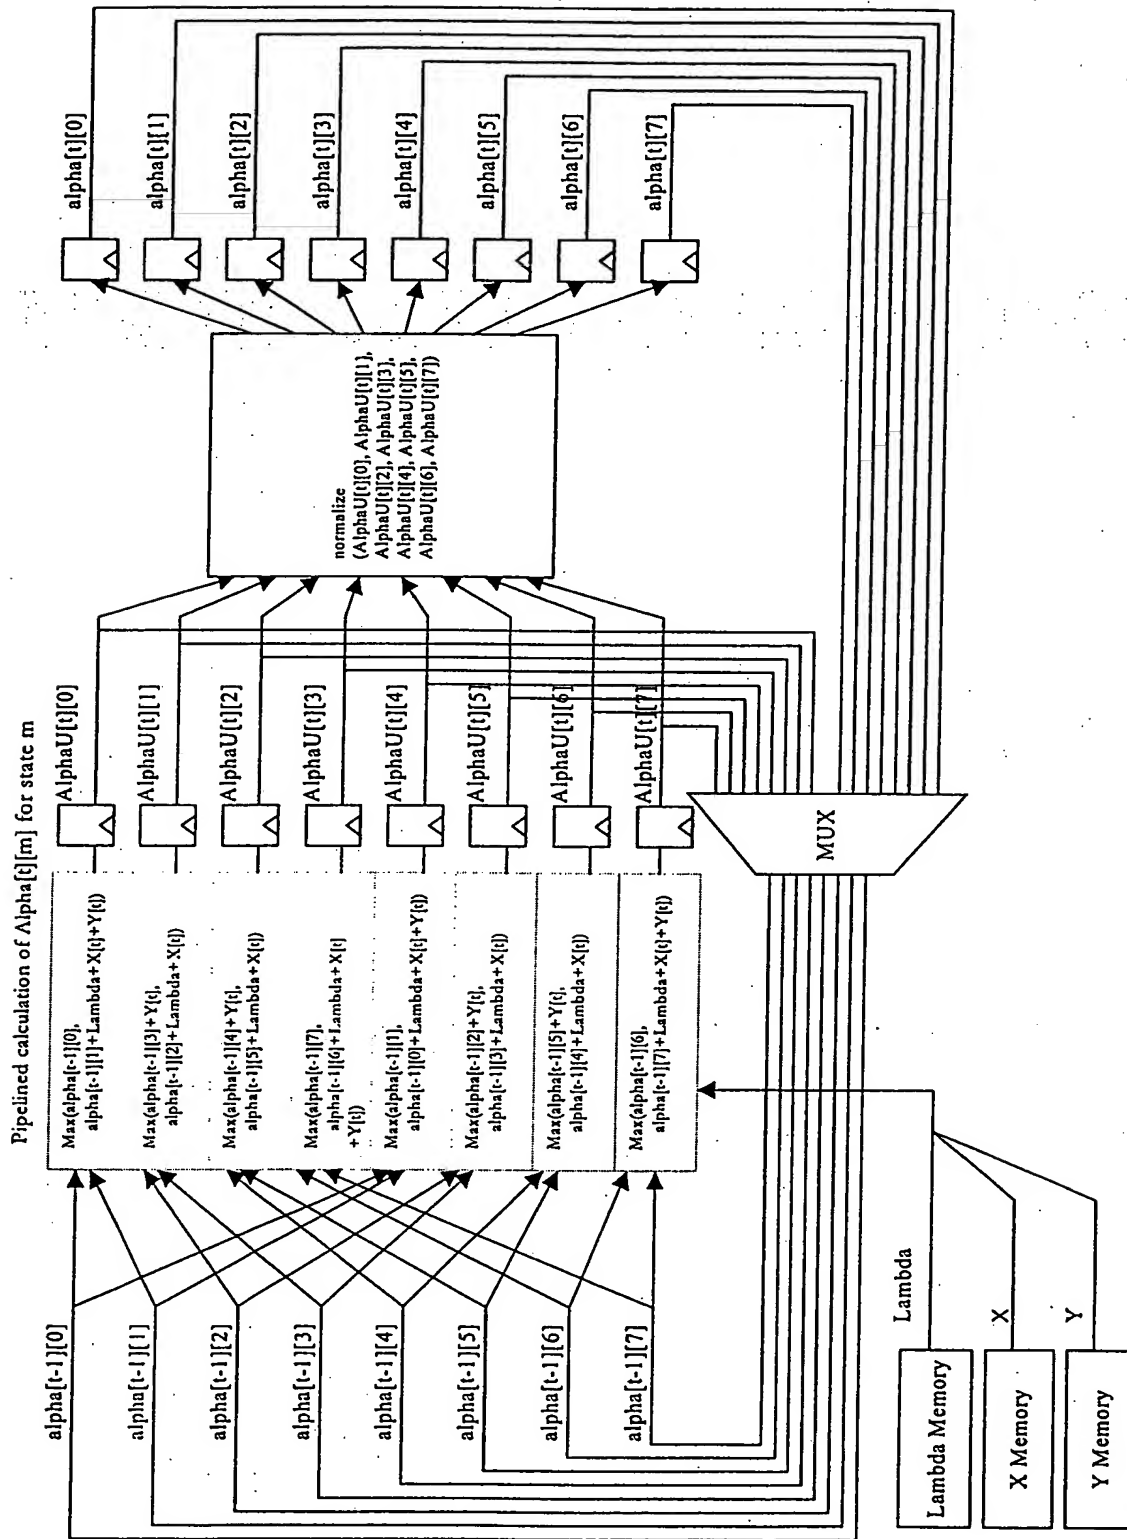 Pipelined calculation of Alpha[t][m] for state m
alpha[t-1][0]
alpha[t-1][1]
alpha[t-1][2]
alpha[t-1][3]
alpha[t-1][4]
alpha[t-1][5]
alpha[t-1][6]
alpha[t-1][7]
Lambda Memory
X Memory
Y Memory
Lambda
X
Y
Max(alpha[t-1][0],
alpha[t-1][1]+Lambda+X[t]+Y[t])
Max(alpha[t-1][3]+Y[t],
alpha[t-1][2]+Lambda+X[t])
Max(alpha[t-1][4]+Y[t],
alpha[t-1][5]+Lambda+X[t])
Max(alpha[t-1][7],
alpha[t-1][6]+Lambda+X[t]
+Y[t])
Max(alpha[t-1][1],
alpha[t-1][0]+Lambda+X[t]+Y[t])
Max(alpha[t-1][2]+Y[t],
alpha[t-1][3]+Lambda+X[t])
Max(alpha[t-1][5]+Y[t],
alpha[t-1][4]+Lambda+X[t])
Max(alpha[t-1][6],
alpha[t-1][7]+Lambda+X[t]+Y[t])
AlphaU[t][0]
AlphaU[t][1]
AlphaU[t][2]
AlphaU[t][3]
AlphaU[t][4]
AlphaU[t][5]
AlphaU[t][6]
AlphaU[t][7]
MUX
normalize
(AlphaU[t][0], AlphaU[t][1],
AlphaU[t][2], AlphaU[t][3],
AlphaU[t][4], AlphaU[t][5],
AlphaU[t][6], AlphaU[t][7])
alpha[t][0]
alpha[t][1]
alpha[t][2]
alpha[t][3]
alpha[t][4]
alpha[t][5]
alpha[t][6]
alpha[t][7]